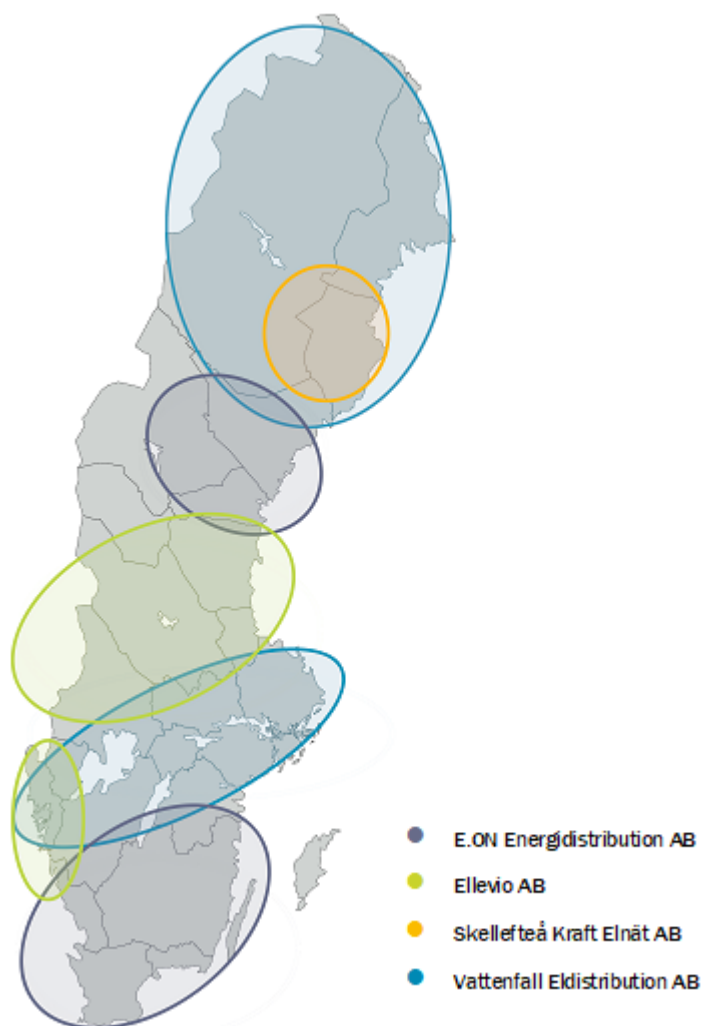 E.ON Energidistribution AB
Ellevio AB
Skellefteå Kraft Elnät AB
Vattenfall Eldistribution AB